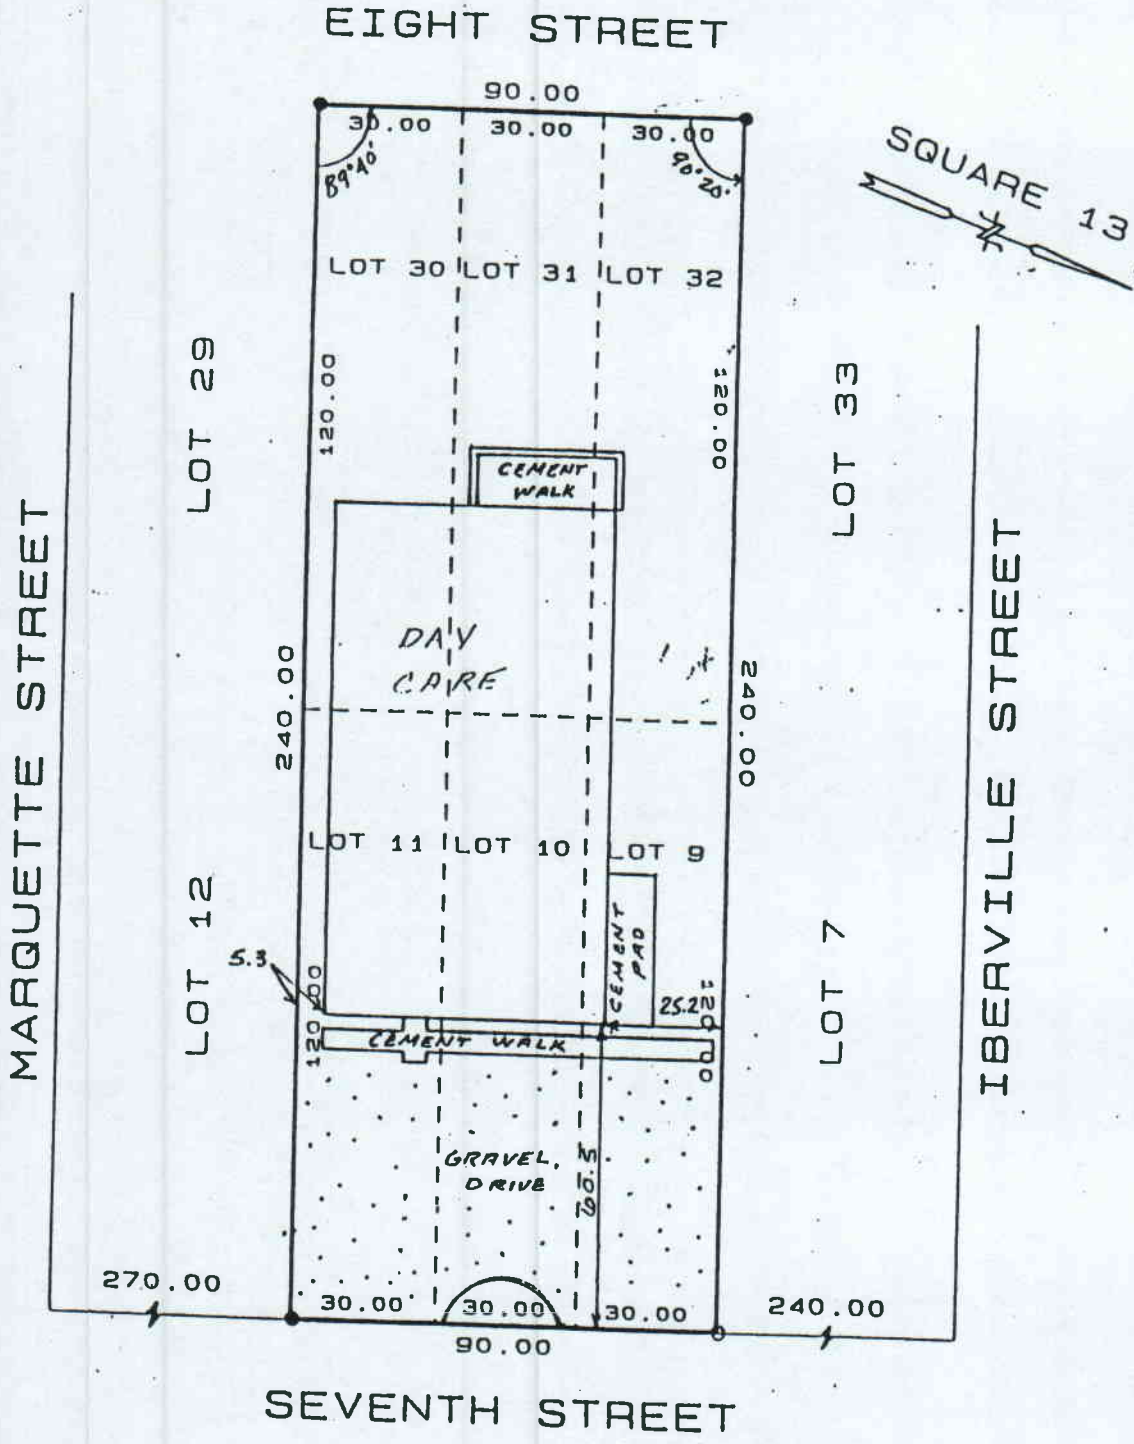 EIGHT STREET
90.00
30.00 30.00 30.00
89°40' 90°20'
SQUARE 13
LOT 30 LOT 31 LOT 32
LOT 29
120.00
120.00
LOT 33
CEMENT
WALK
MARQUETTE STREET
IBERVILLE STREET
DAY
CARE
240.00
240.00
LOT 11 LOT 10 LOT 9
LOT 12
LOT 7
CEMENT
PAD
5.3
25.2
120.00
120.00
CEMENT WALK
GRAVEL
DRIVE
60.5
270.00
30.00 30.00 30.00
240.00
90.00
SEVENTH STREET